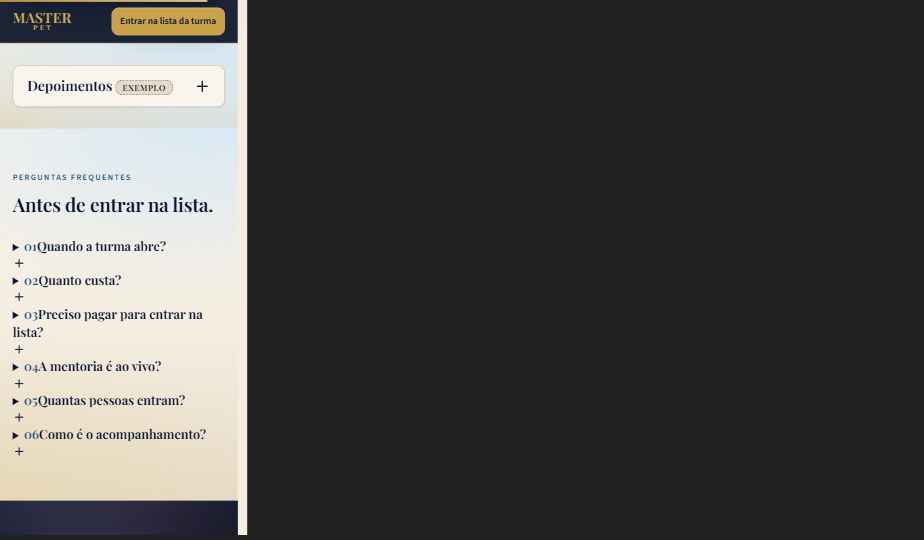 MASTER
PET
Entrar na lista da turma
Depoimentos EXEMPLO +
PERGUNTAS FREQUENTES
Antes de entrar na lista.
01Quando a turma abre?
+
02Quanto custa?
+
03Preciso pagar para entrar na
lista?
+
04A mentoria é ao vivo?
+
05Quantas pessoas entram?
+
06Como é o acompanhamento?
+